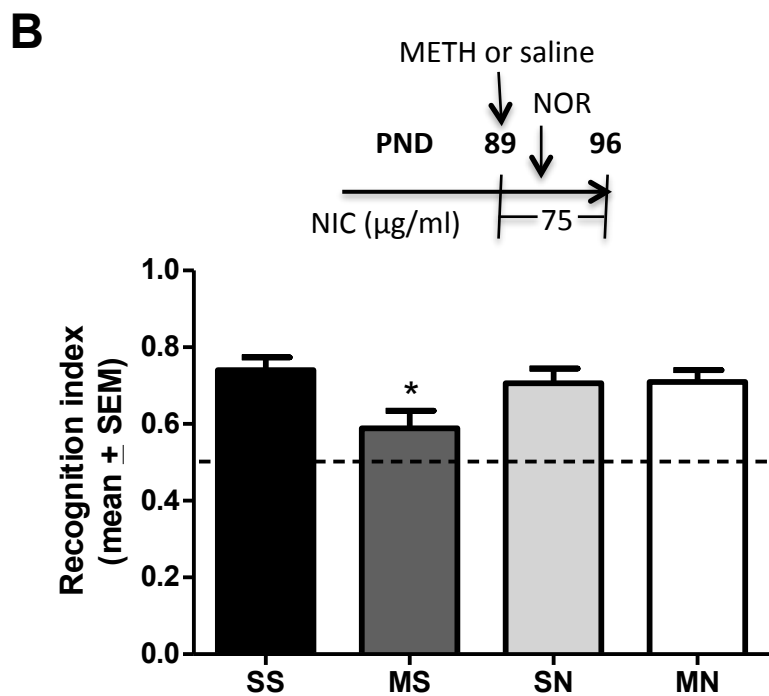 B
METH or saline
NOR
PND 89 96
NIC (µg/ml) 75
1.0
0.8
0.6
0.4
0.2
0.0
Recognition index
(mean ± SEM)
*
SS MS SN MN